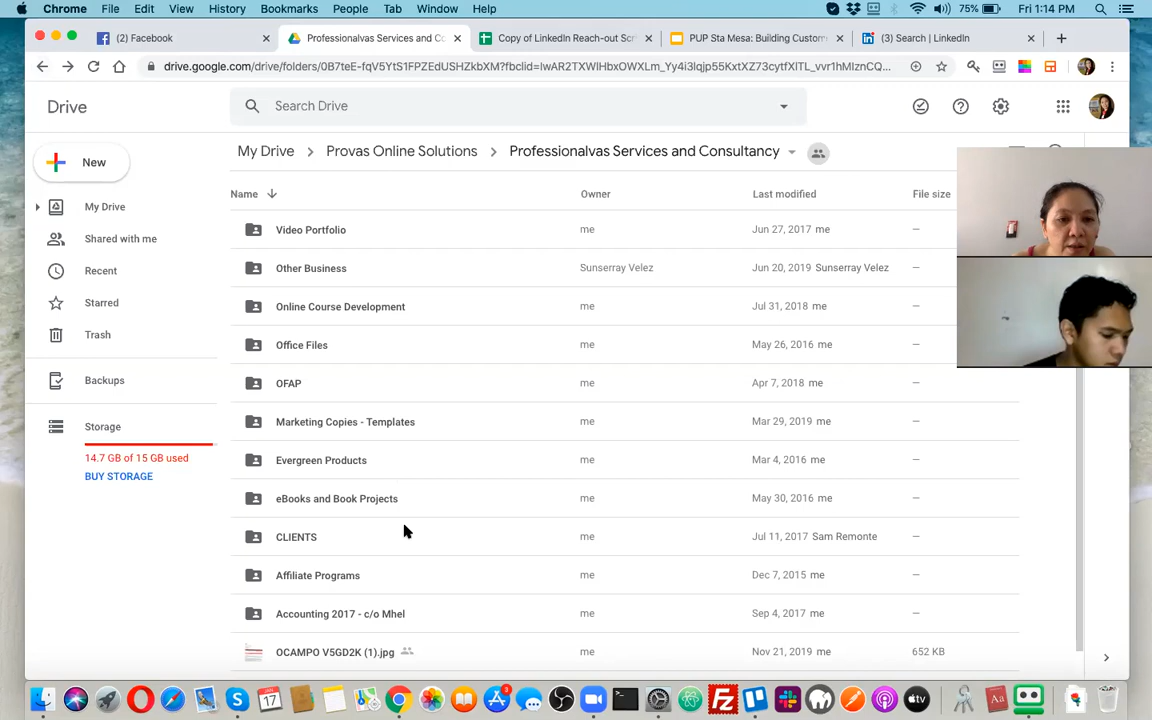 Chrome File Edit View History Bookmarks People Tab Window Help 75% Fri 1:14 PM
(2) Facebook
Professionalvas Services and Co
Copy of LinkedIn Reach-out Scr
PUP Sta Mesa: Building Custom
(3) Search | LinkedIn
drive.google.com/drive/folders/0B7teE-fqV5YtS1FPZEdUSHZkbXM?fbclid=IwAR2TXWlHbxOWXLm_Yy4i3lqjp55KxtXZ73cytfXlTL_vvr1hMIznCQ...
Drive
Search Drive
New
My Drive
Shared with me
Recent
Starred
Trash
Backups
Storage
14.7 GB of 15 GB used
BUY STORAGE
My Drive > Provas Online Solutions > Professionalvas Services and Consultancy
Name Owner Last modified File size
Video Portfolio me Jun 27, 2017 me —
Other Business Sunserray Velez Jun 20, 2019 Sunserray Velez —
Online Course Development me Jul 31, 2018 me —
Office Files me May 26, 2016 me —
OFAP me Apr 7, 2018 me —
Marketing Copies - Templates me Mar 29, 2019 me —
Evergreen Products me Mar 4, 2016 me —
eBooks and Book Projects me May 30, 2016 me —
CLIENTS me Jul 11, 2017 Sam Remonte —
Affiliate Programs me Dec 7, 2015 me —
Accounting 2017 - c/o Mhel me Sep 4, 2017 me —
OCAMPO V5GD2K (1).jpg me Nov 21, 2019 me 652 KB
17
tv